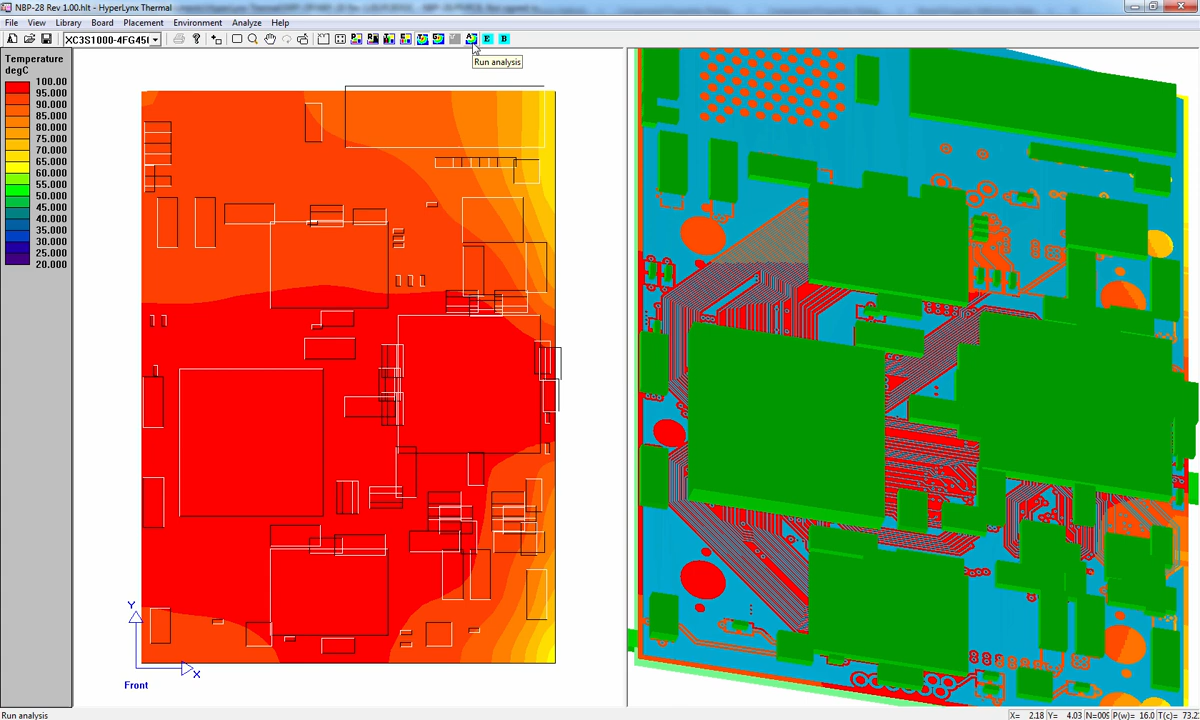 NBP-28 Rev 1.00.hlt - HyperLynx Thermal
File View Library Board Placement Environment Analyze Help
XC3S1000-4FG45
Run analysis
Temperature
degC
100.00
95.000
90.000
85.000
80.000
75.000
70.000
65.000
60.000
55.000
50.000
45.000
40.000
35.000
30.000
25.000
20.000
Y
X
Front
Run analysis
X= 2.18 Y= 4.03 N=00 P(w)= 16.0 T(c)= 73.2